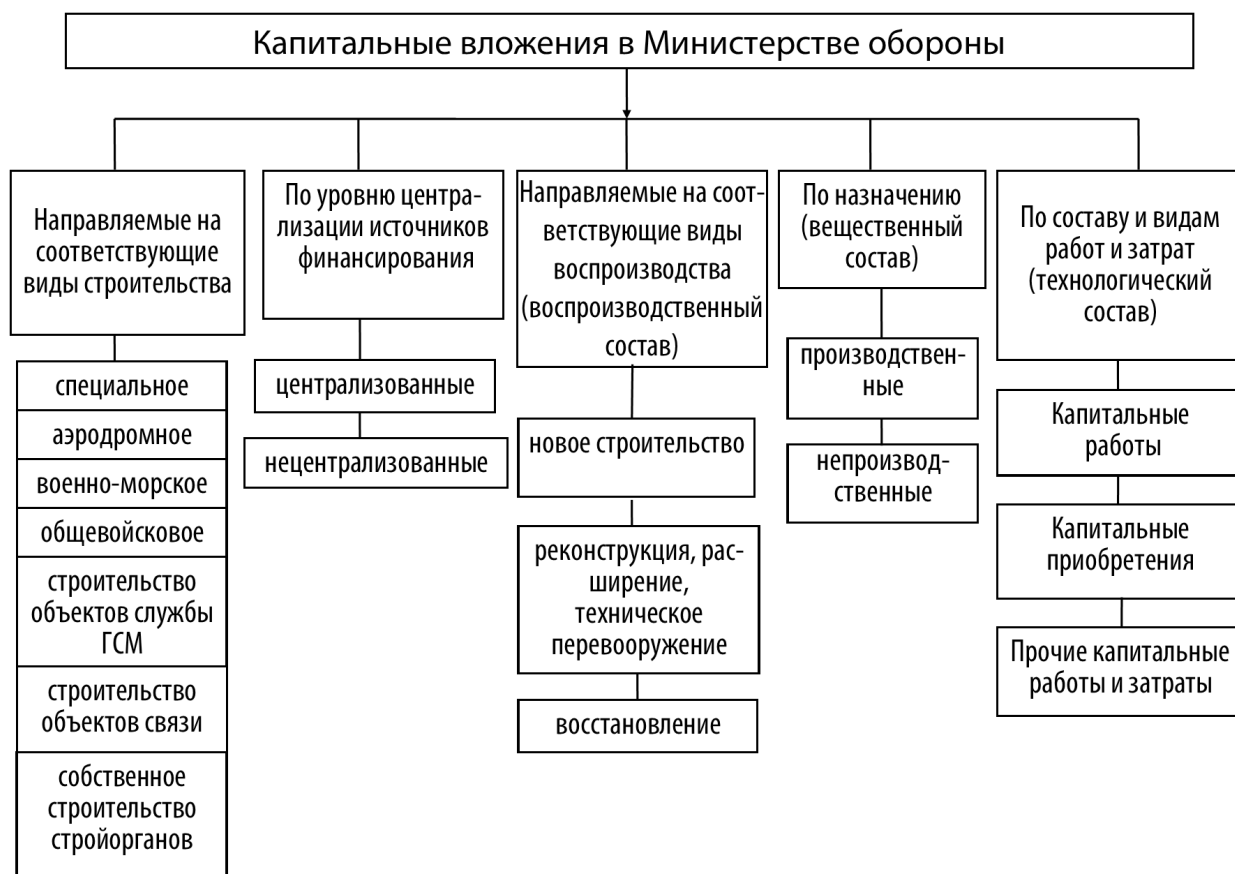 Капитальные вложения в Министерстве обороны
Направляемые на
соответствующие
виды строительства
специальное
аэродромное
военно-морское
общевойсковое
строительство
объектов службы
ГСМ
строительство
объектов связи
собственное
строительство
стройорганов
По уровню центра-
лизации источников
финансирования
централизованные
нецентрализованные
Направляемые на соот-
ветствующие виды
воспроизводства
(воспроизводственный
состав)
новое строительство
реконструкция, рас-
ширение,
техническое
перевооружение
восстановление
По назначению
(вещественный
состав)
производствен-
ные
непроизвод-
ственные
По составу и видам
работ и затрат
(технологический
состав)
Капитальные
работы
Капитальные
приобретения
Прочие капитальные
работы и затраты